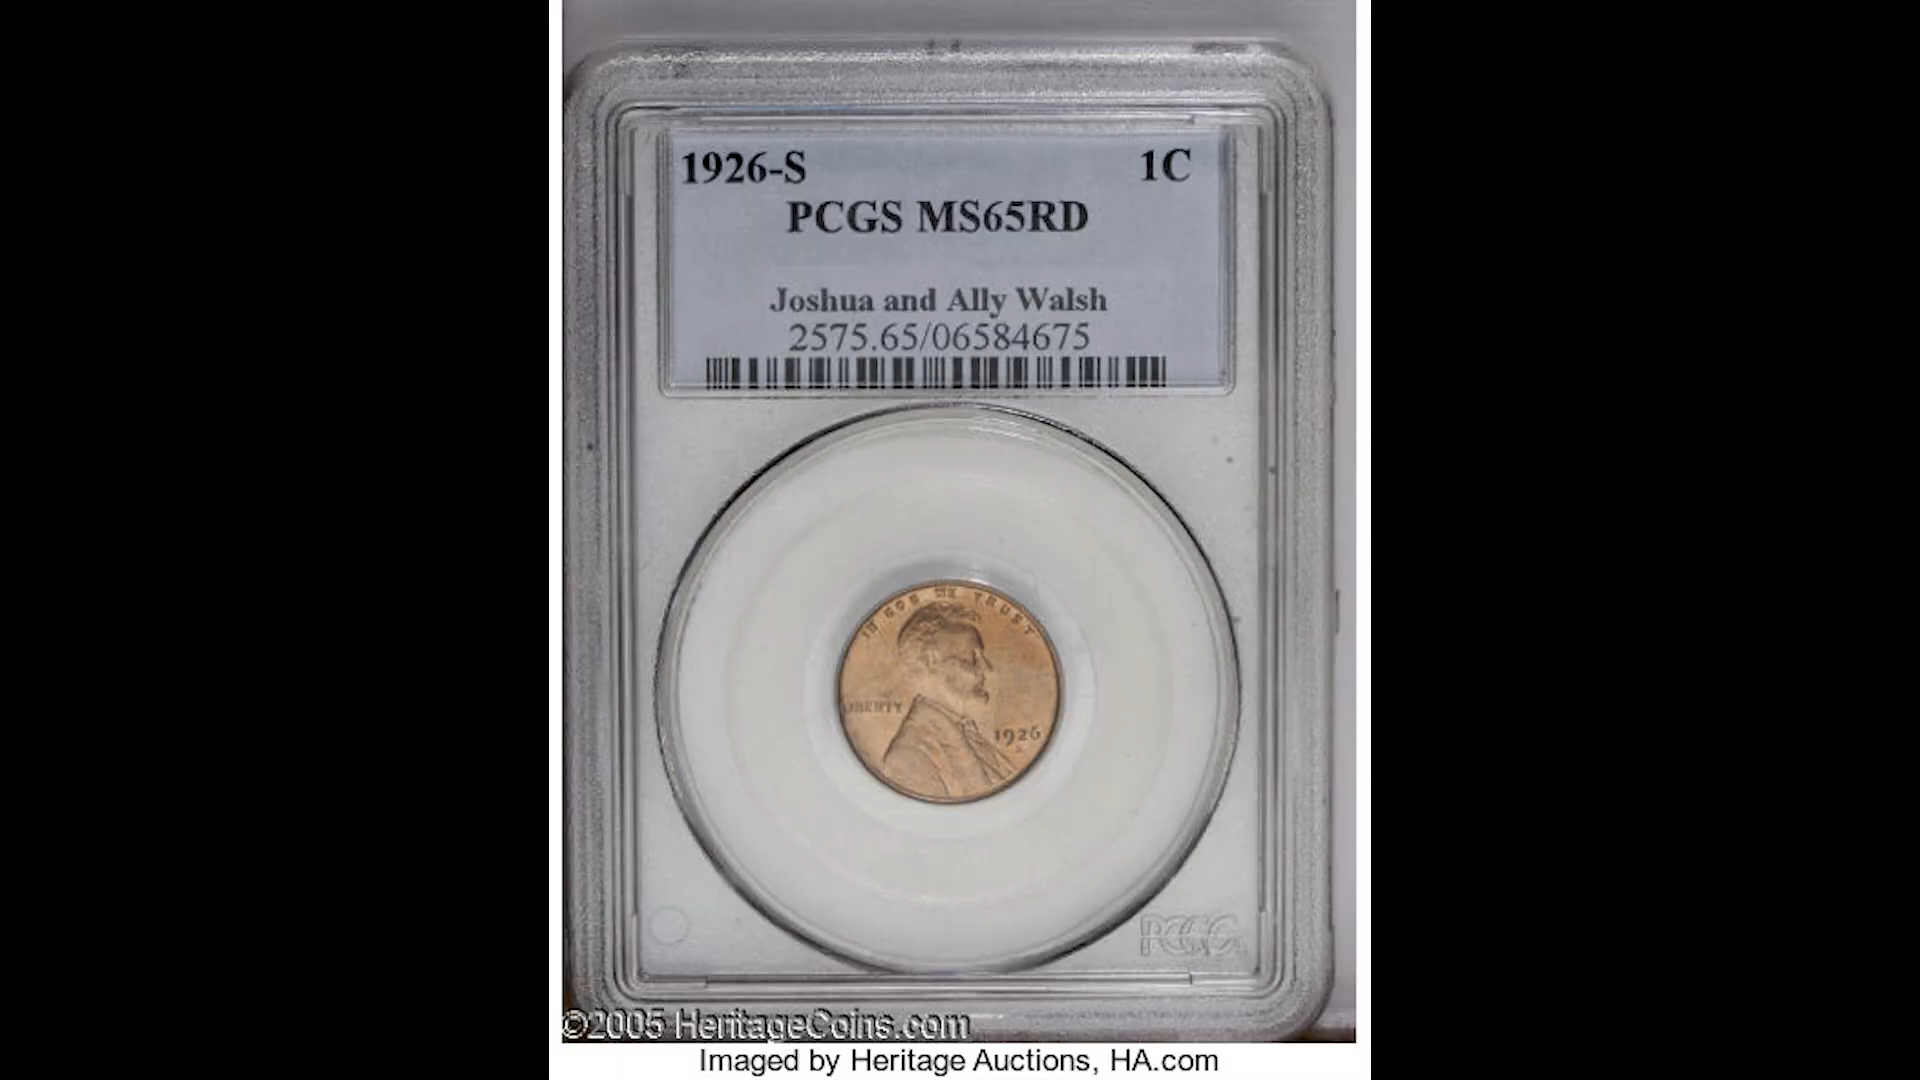 1926-S 1C
PCGS MS65RD
Joshua and Ally Walsh
2575.65/06584675
IN GOD WE TRUST
LIBERTY
1926
PCGS
©2005 HeritageCoins.com
Imaged by Heritage Auctions, HA.com